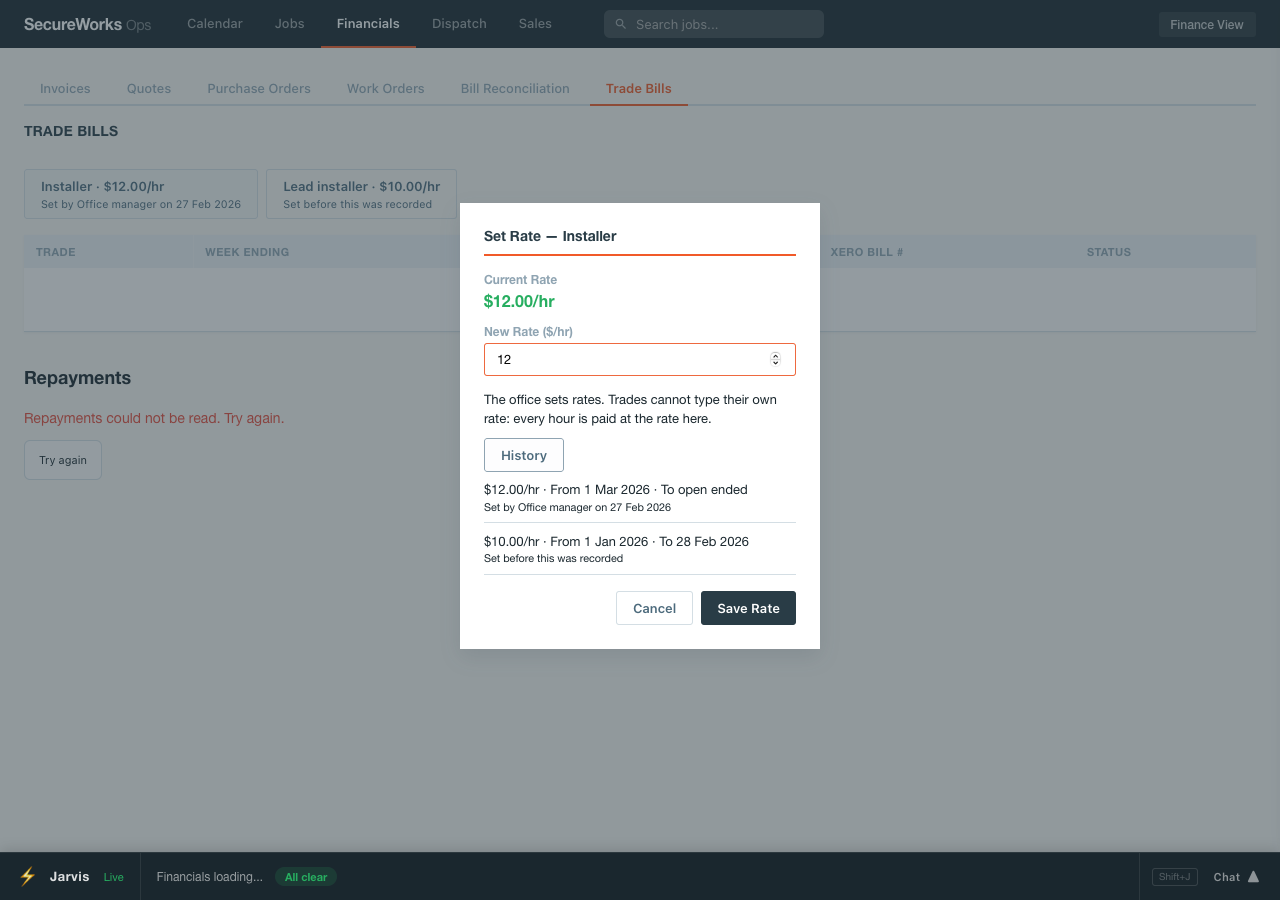 SecureWorks Ops
Calendar
Jobs
Financials
Dispatch
Sales
Search jobs...
Finance View
Invoices
Quotes
Purchase Orders
Work Orders
Bill Reconciliation
Trade Bills
TRADE BILLS
Installer · $12.00/hr
Set by Office manager on 27 Feb 2026
Lead installer · $10.00/hr
Set before this was recorded
TRADE
WEEK ENDING
XERO BILL #
STATUS
Repayments
Repayments could not be read. Try again.
Try again
Set Rate — Installer
Current Rate
$12.00/hr
New Rate ($/hr)
12
The office sets rates. Trades cannot type their own
rate: every hour is paid at the rate here.
History
$12.00/hr · From 1 Mar 2026 · To open ended
Set by Office manager on 27 Feb 2026
$10.00/hr · From 1 Jan 2026 · To 28 Feb 2026
Set before this was recorded
Cancel
Save Rate
Jarvis
Live
Financials loading...
All clear
Shift+J
Chat